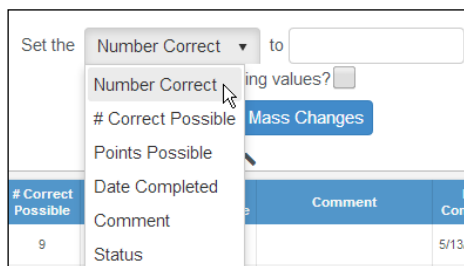 Set the Number Correct to
Number Correct ing values?
# Correct Possible Mass Changes
Points Possible
Date Completed
# Correct
Possible Comment
Comment
9 5/13
Status